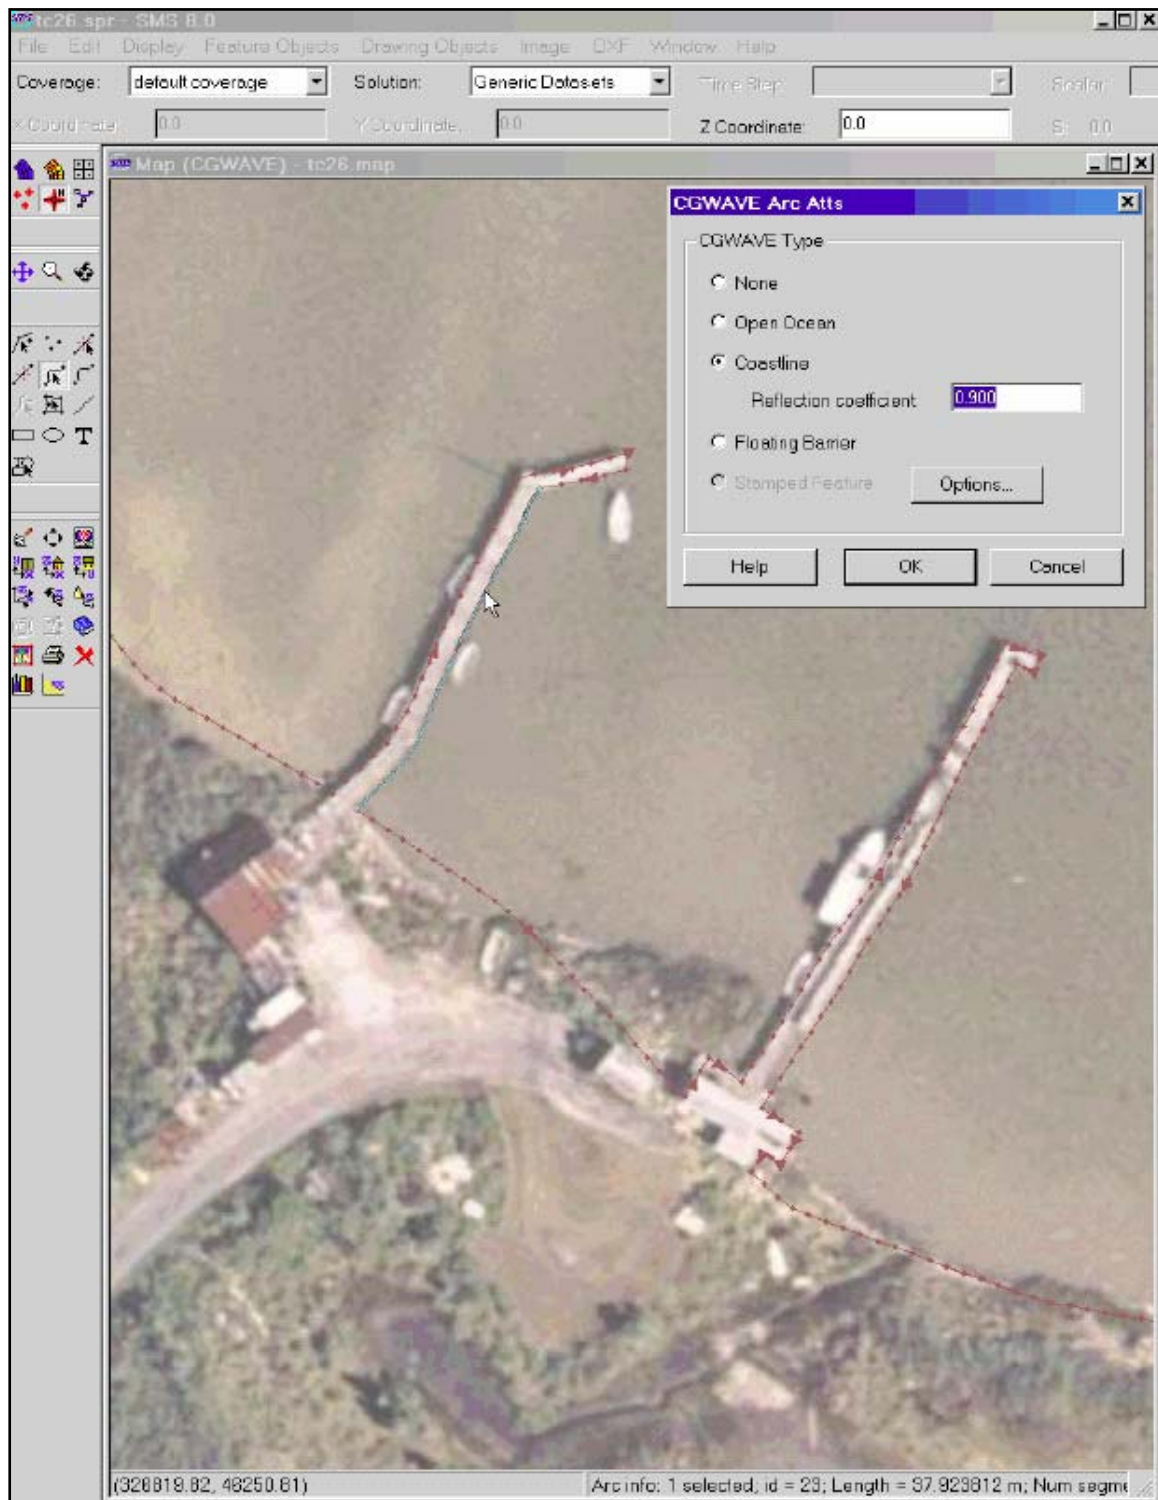 tc26.spr - SMS 8.0
File Edit Display Feature Objects Drawing Objects Image DXF Window Help
Coverage: default coverage Solution: Generic Datasets Time Step: Scalar:
X Coordinate: 0.0 Y Coordinate: 0.0 Z Coordinate: 0.0 S: 0.0
Map (CGWAVE) - tc26.map
CGWAVE Arc Atts
CGWAVE Type
None
Open Ocean
Coastline
Reflection coefficient 0.900
Floating Barrier
Stamped Feature Options...
Help OK Cancel
(326819.82, 46250.61) Arc info: 1 selected; id = 23; Length = 37.923812 m; Num segme